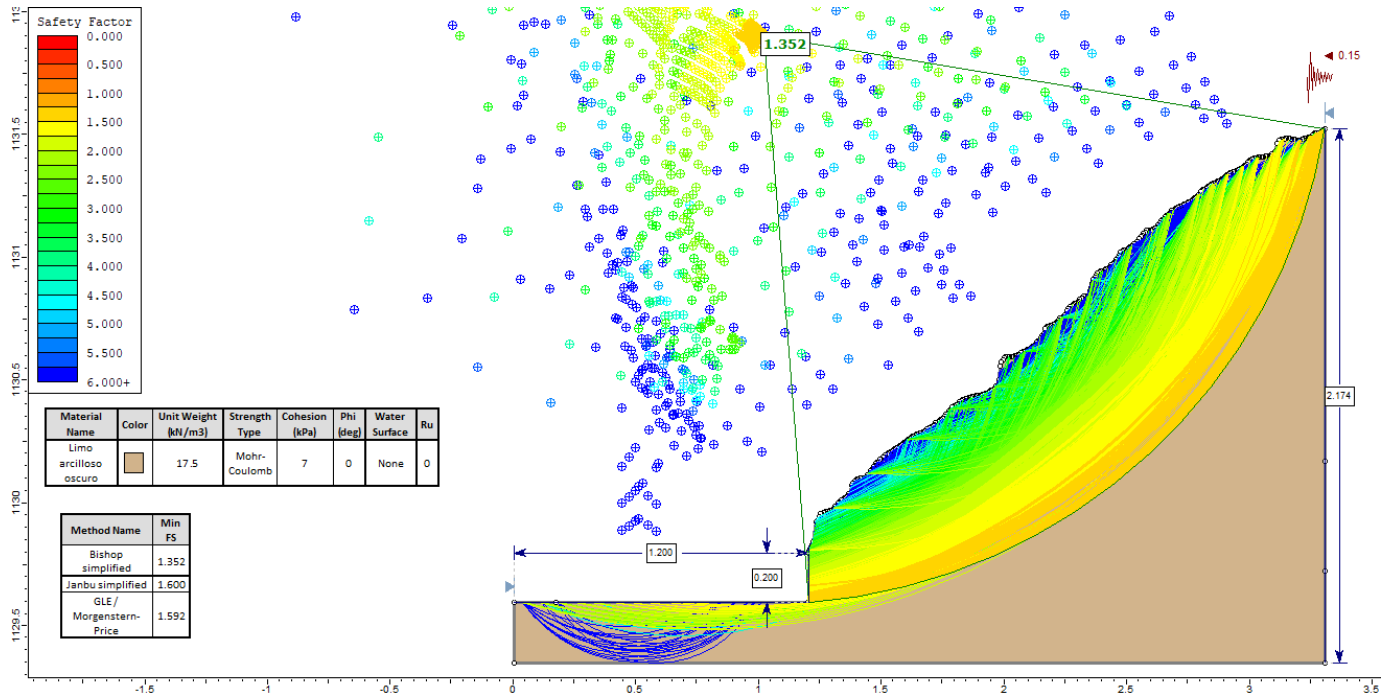 Safety Factor
0.000
0.500
1.000
1.500
2.000
2.500
3.000
3.500
4.000
4.500
5.000
5.500
6.000+
1.352
0.15
2.174
1.200
0.200
Material Name Color Unit Weight (kN/m3) Strength Type Cohesion (kPa) Phi (deg) Water Surface Ru
Limo arcilloso oscuro 17.5 Mohr-Coulomb 7 0 None 0
Method Name Min FS
Bishop simplified 1.352
Janbu simplified 1.600
GLE/ Morgenstern-Price 1.592
1131.5
1131
1130.5
1130
1129.5
-1.5 -1 -0.5 0 0.5 1 1.5 2 2.5 3 3.5